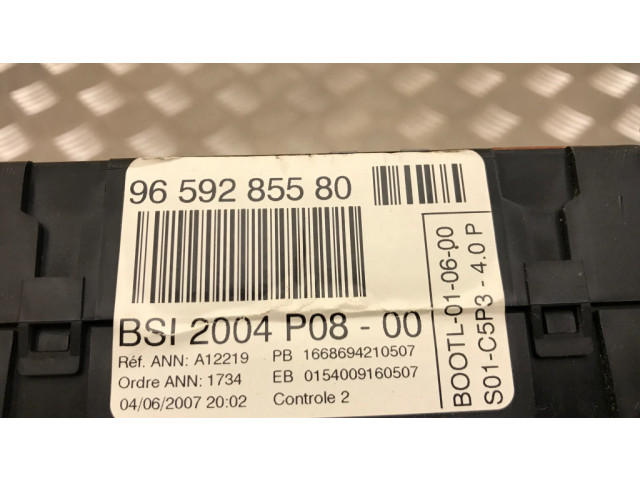 96 592 855 80
BSI 2004 P08 - 00
Réf. ANN: A12219 PB 1668694210507
Ordre ANN: 1734 EB 0154009160507
04/06/2007 20:02 Controle 2
BOOTL-01-06-00
S01-C5P3 - 4.0 P